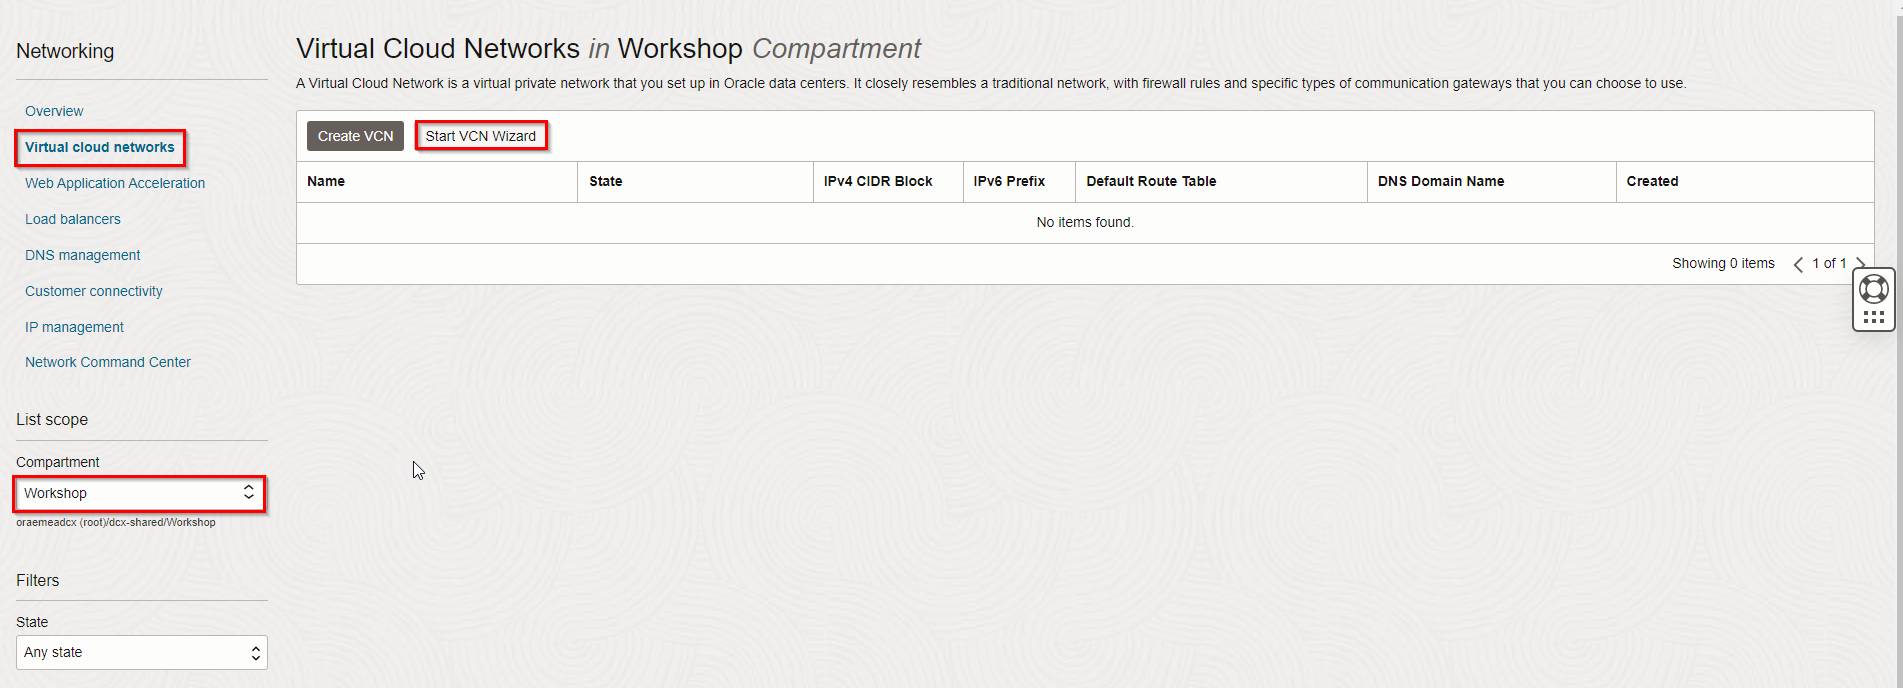 Networking
Overview
Virtual cloud networks
Web Application Acceleration
Load balancers
DNS management
Customer connectivity
IP management
Network Command Center
List scope
Compartment
Workshop
oraemeadcx (root)/dcx-shared/Workshop
Filters
State
Any state
Virtual Cloud Networks in Workshop Compartment
A Virtual Cloud Network is a virtual private network that you set up in Oracle data centers. It closely resembles a traditional network, with firewall rules and specific types of communication gateways that you can choose to use.
Create VCN Start VCN Wizard
Name State IPv4 CIDR Block IPv6 Prefix Default Route Table DNS Domain Name Created
No items found.
Showing 0 items 1 of 1